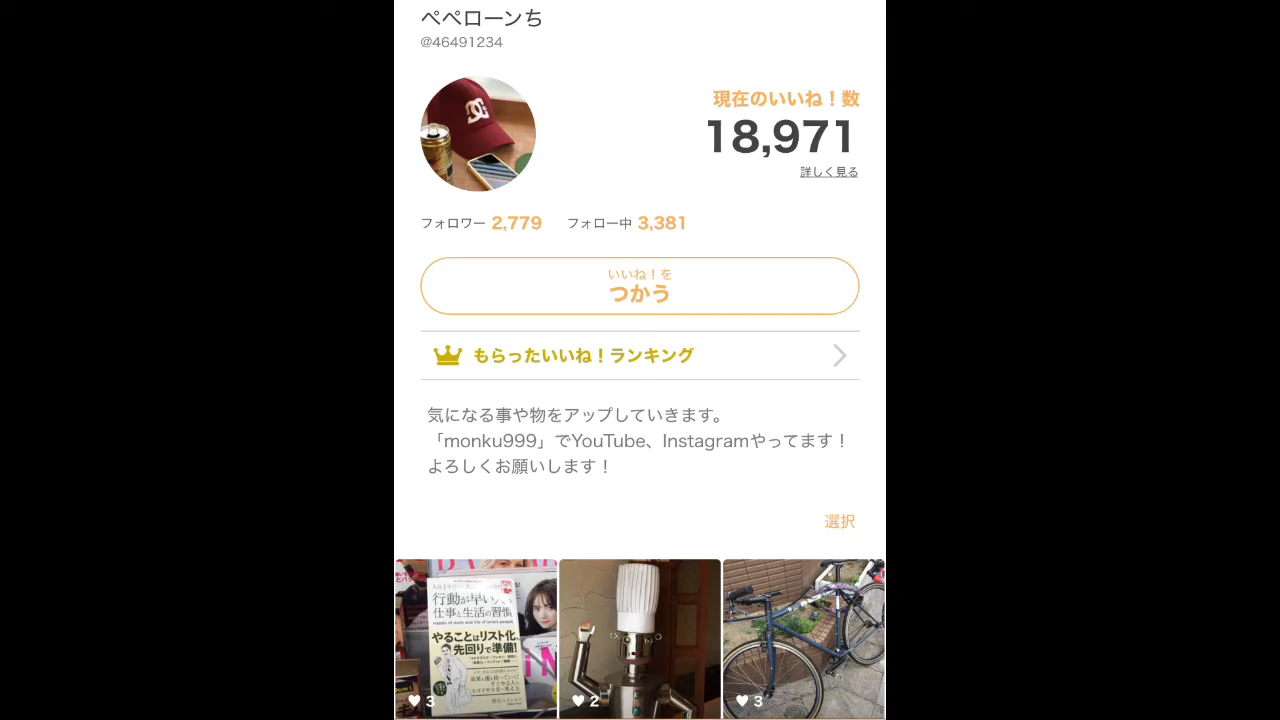 ぺぺローンち
@46491234
現在のいいね！数
18,971
詳しく見る
フォロワー 2,779 フォロー中 3,381
いいね！を
つかう
もらったいいね！ランキング
気になる事や物をアップしていきます。
「monku999」でYouTube、Instagramやってます！
よろしくお願いします！
選択
行動が早い人
仕事と生活の習慣
やることはリスト化、
先回りで準備！
3
2
3